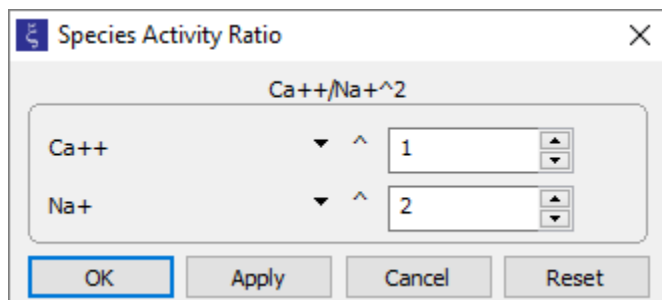 ξ Species Activity Ratio
Ca++/Na+^2
Ca++ ^ 1
Na+ ^ 2
OK Apply Cancel Reset